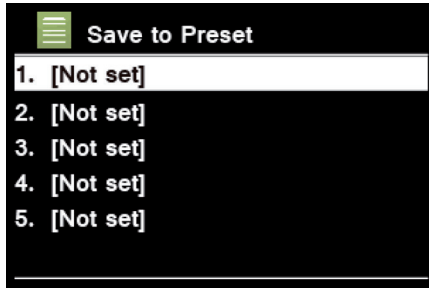 Save to Preset
1. [Not set]
2. [Not set]
3. [Not set]
4. [Not set]
5. [Not set]